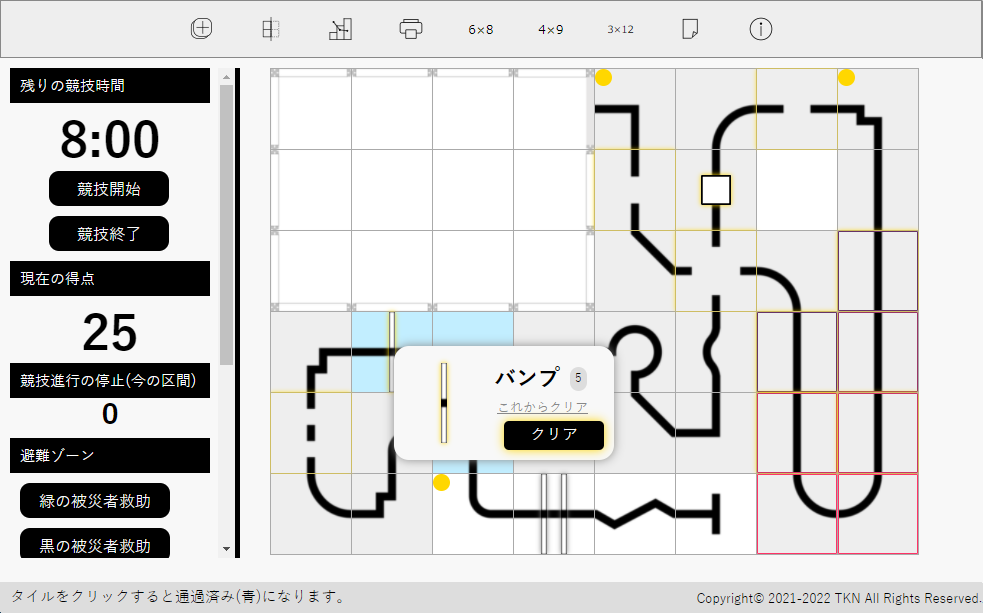 6×8 4×9 3×12
残りの競技時間
8:00
競技開始
競技終了
現在の得点
25
競技進行の停止(今の区間)
0
避難ゾーン
緑の被災者救助
黒の被災者救助
バンプ 5
これからクリア
クリア
タイルをクリックすると通過済み(青)になります。
Copyright© 2021-2022 TKN All Rights Reserved.